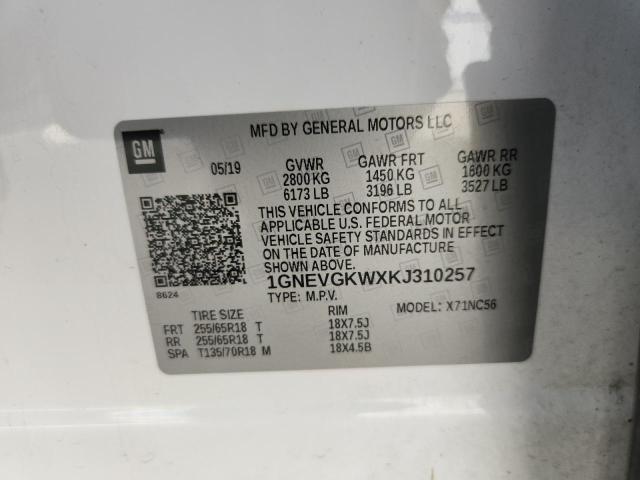 MFD BY GENERAL MOTORS LLC
GM
05/19 GVWR GAWR FRT GAWR RR
2800 KG 1450 KG 1600 KG
6173 LB 3196 LB 3527 LB
THIS VEHICLE CONFORMS TO ALL
APPLICABLE U.S. FEDERAL MOTOR
VEHICLE SAFETY STANDARDS IN EFFECT
ON THE DATE OF MANUFACTURE
SHOWN ABOVE.
1GNEVGKWXKJ310257
8624
TYPE: M.P.V. MODEL: X71NC56
TIRE SIZE RIM
FRT 255/65R18 T 18X7.5J
RR 255/65R18 T 18X7.5J
SPA T135/70R18 M 18X4.5B